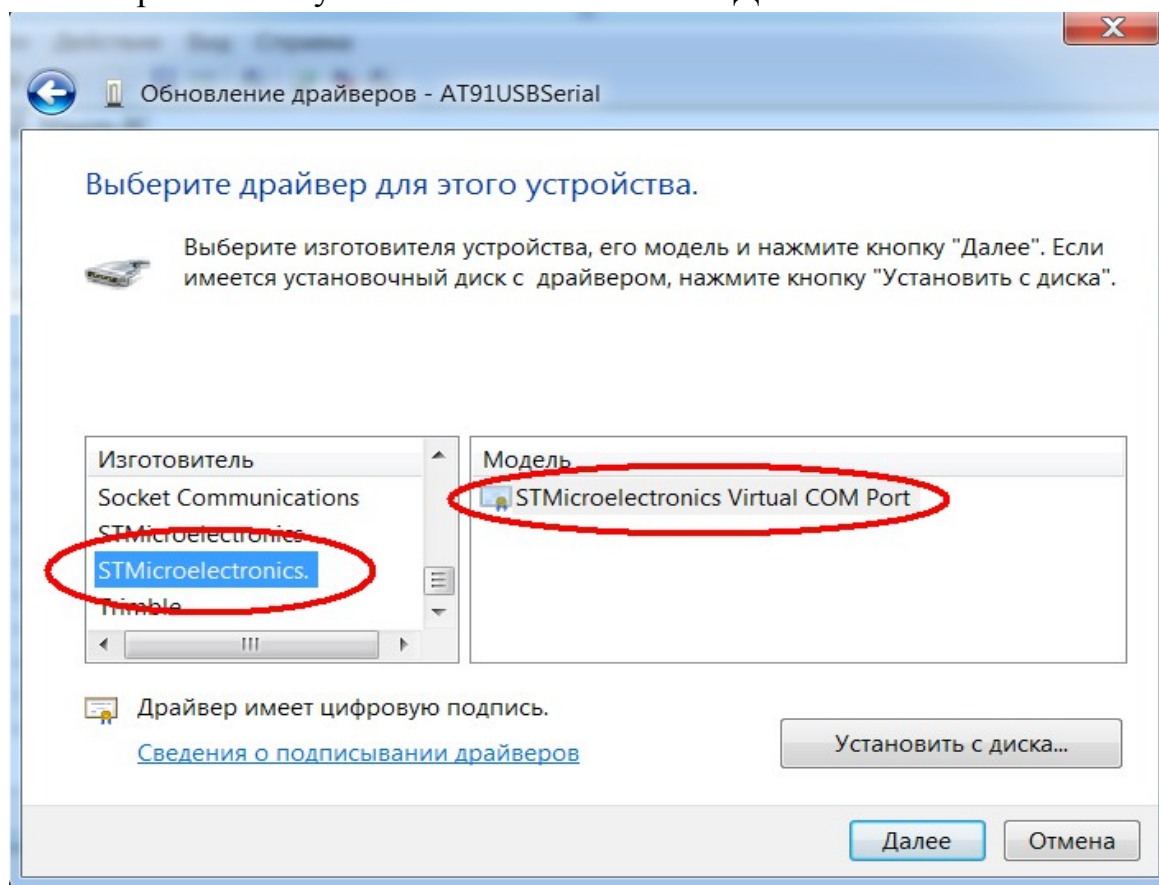 Обновление драйверов - AT91USBSerial
Выберите драйвер для этого устройства.
Выберите изготовителя устройства, его модель и нажмите кнопку "Далее". Если
имеется установочный диск с драйвером, нажмите кнопку "Установить с диска".
Изготовитель
Socket Communications
STMicroelectronics
STMicroelectronics.
Trimble
Модель
STMicroelectronics Virtual COM Port
Драйвер имеет цифровую подпись.
Сведения о подписывании драйверов
Установить с диска...
Далее
Отмена